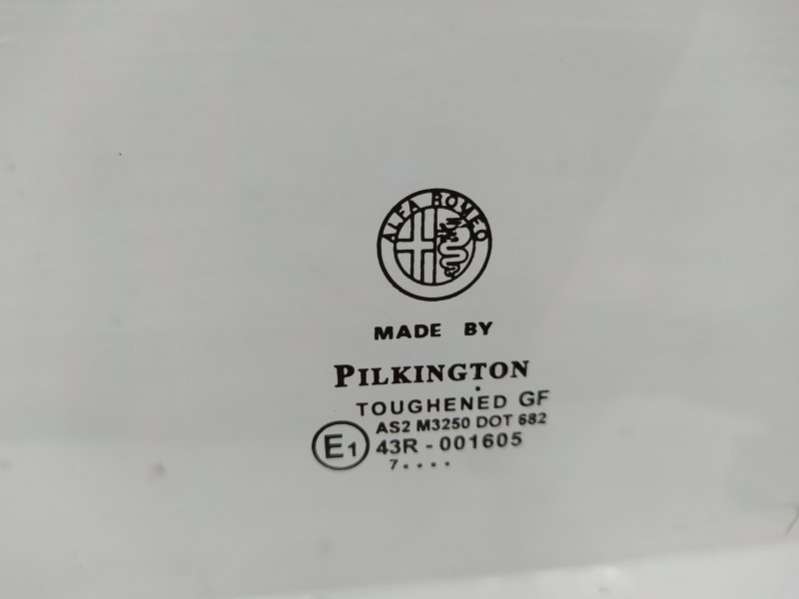 ALFA ROMEO
MADE BY
PILKINGTON
TOUGHENED GF
AS2 M3250 DOT 682
E1 43R - 001605
7....